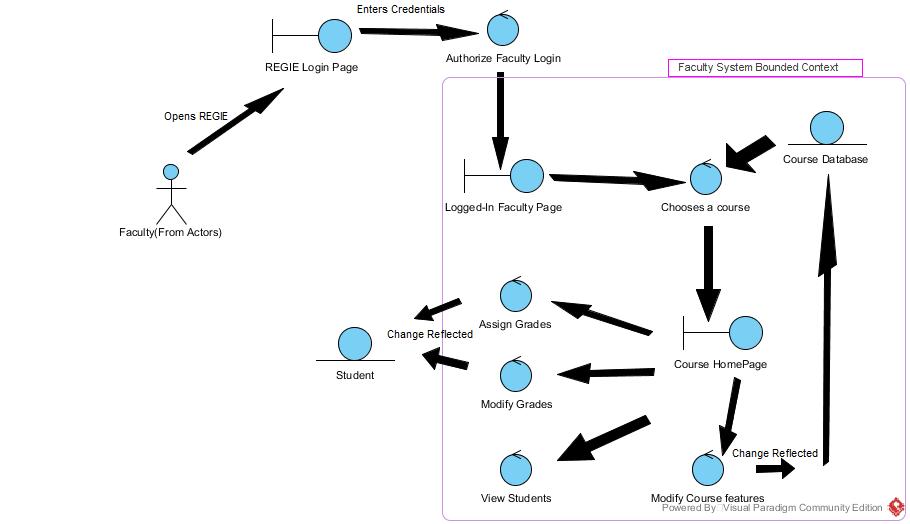 Enters Credentials
REGIE Login Page
Authorize Faculty Login
Faculty System Bounded Context
Opens REGIE
Course Database
Faculty(From Actors)
Logged-In Faculty Page
Chooses a course
Assign Grades
Change Reflected
Student
Course HomePage
Modify Grades
Change Reflected
View Students
Modify Course features
Powered By Visual Paradigm Community Edition